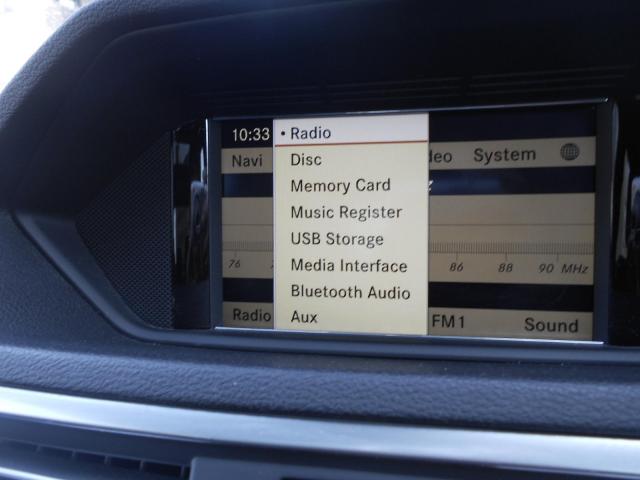 10:33
• Radio
Navi
deo
System
Disc
Memory Card
Music Register
USB Storage
Media Interface
Bluetooth Audio
Aux
76
86 88 90 MHz
Radio
FM1
Sound